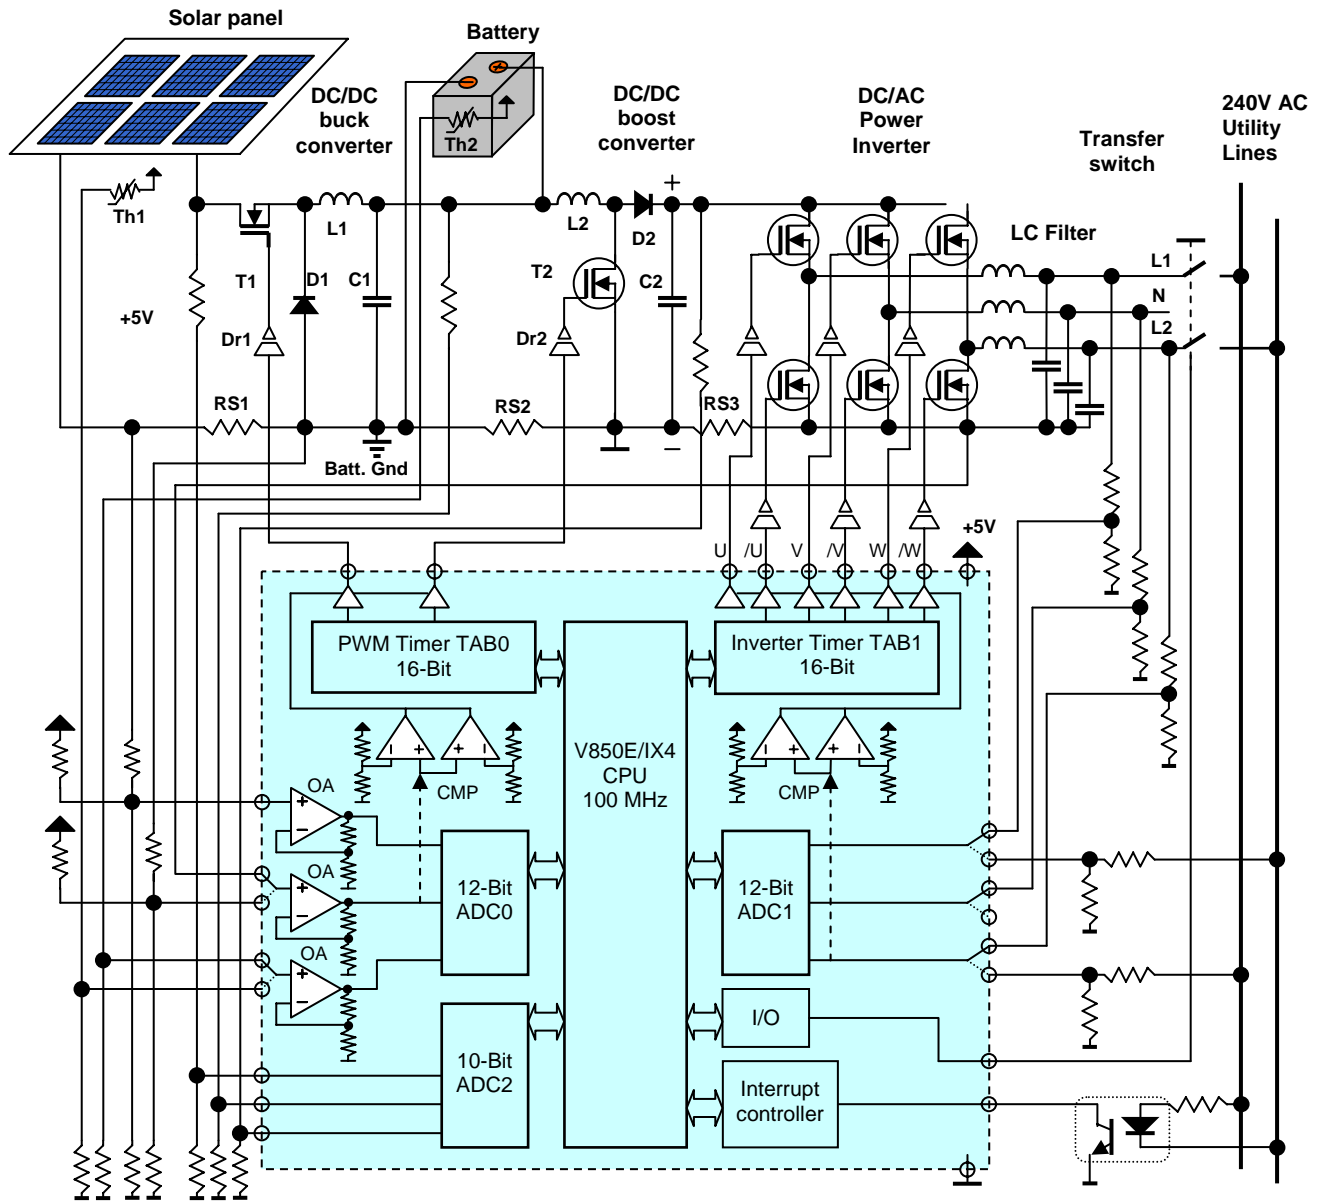 Solar panel
Battery
DC/DC
buck
converter
DC/DC
boost
converter
DC/AC
Power
Inverter
Transfer
switch
240V AC
Utility
Lines
Th1
Th2
L1
L2
D2
+
LC Filter
L1
N
L2
+5V
T1
D1
C1
T2
C2
Dr1
Dr2
RS1
RS2
RS3
Batt. Gnd
−
U
/U
V
/V
W
/W
+5V
PWM Timer TAB0
16-Bit
Inverter Timer TAB1
16-Bit
V850E/IX4
CPU
100 MHz
CMP
CMP
OA
OA
OA
12-Bit
ADC0
12-Bit
ADC1
10-Bit
ADC2
I/O
Interrupt
controller